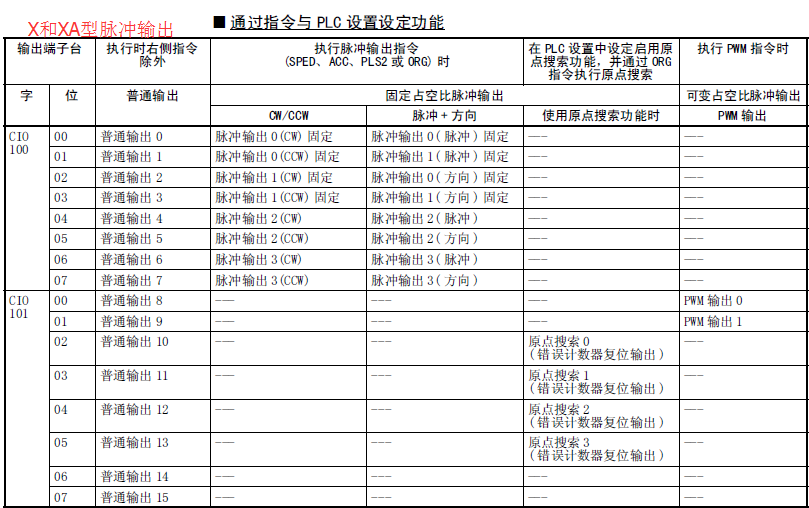 X和XA型脉冲输出
■ 通过指令与 PLC 设置设定功能
输出端子台 执行时右侧指令除外 执行脉冲输出指令 (SPED、ACC、PLS2 或 ORG) 时 在 PLC 设置中设定启用原点搜索功能，并通过 ORG 指令执行原点搜索 执行 PWM 指令时
字 位 普通输出 固定占空比脉冲输出 可变占空比脉冲输出
CW/CCW 脉冲 + 方向 使用原点搜索功能时 PWM 输出
CIO 100 00 普通输出 0 脉冲输出 0(CW) 固定 脉冲输出 0( 脉冲 ) 固定 --- ---
01 普通输出 1 脉冲输出 0(CCW) 固定 脉冲输出 1( 脉冲 ) 固定 --- ---
02 普通输出 2 脉冲输出 1(CW) 固定 脉冲输出 0( 方向 ) 固定 --- ---
03 普通输出 3 脉冲输出 1(CCW) 固定 脉冲输出 1( 方向 ) 固定 --- ---
04 普通输出 4 脉冲输出 2(CW) 脉冲输出 2( 脉冲 ) --- ---
05 普通输出 5 脉冲输出 2(CCW) 脉冲输出 2( 方向 ) --- ---
06 普通输出 6 脉冲输出 3(CW) 脉冲输出 3( 脉冲 ) --- ---
07 普通输出 7 脉冲输出 3(CCW) 脉冲输出 3( 方向 ) --- ---
CIO 101 00 普通输出 8 --- --- --- PWM 输出 0
01 普通输出 9 --- --- --- PWM 输出 1
02 普通输出 10 --- --- 原点搜索 0 ( 错误计数器复位输出 ) ---
03 普通输出 11 --- --- 原点搜索 1 ( 错误计数器复位输出 ) ---
04 普通输出 12 --- --- 原点搜索 2 ( 错误计数器复位输出 ) ---
05 普通输出 13 --- --- 原点搜索 3 ( 错误计数器复位输出 ) ---
06 普通输出 14 --- --- --- ---
07 普通输出 15 --- --- --- ---